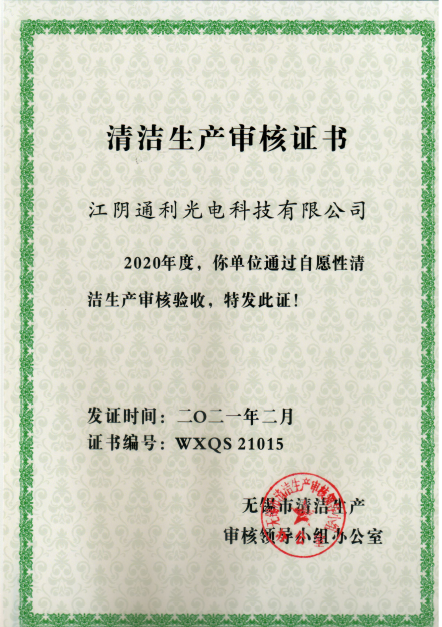 清洁生产审核证书
江阴通利光电科技有限公司
2020年度，你单位通过自愿性清
洁生产审核验收，特发此证！
发证时间：二〇二一年二月
证书编号：WXQS 21015
无锡市清洁生产
审核领导小组办公室